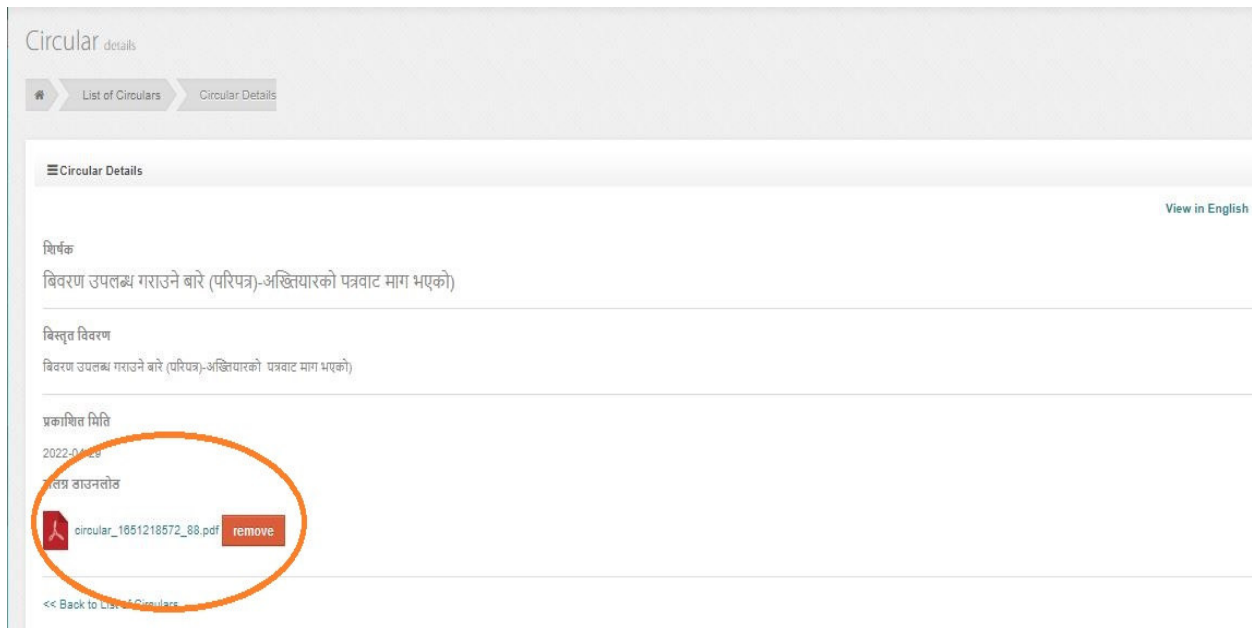 Circular details
List of Circulars Circular Details
Circular Details
View in English
शिर्षक
बिवरण उपलब्ध गराउने बारे (परिपत्र)-अख्तियारको पत्रवाट माग भएको)
बिस्तृत विवरण
बिवरण उपलब्ध गराउने बारे (परिपत्र)-अख्तियारको पत्रवाट माग भएको)
प्रकाशित मिति
2022-04-29
डाउनलोड
circular_1651218572_88.pdf remove
<< Back to List of Circulars